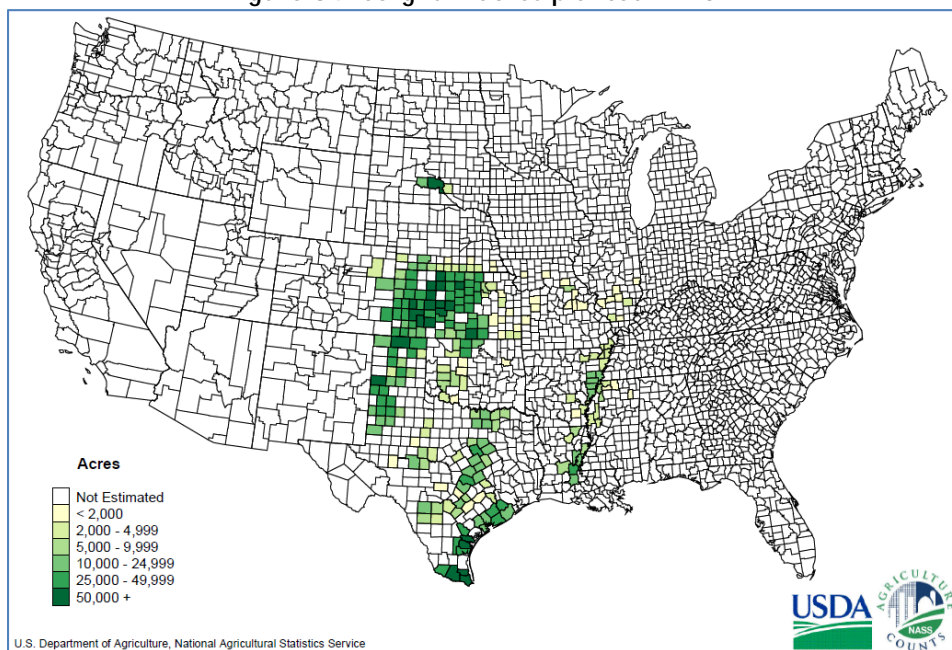 Acres
Not Estimated
< 2,000
2,000 - 4,999
5,000 - 9,999
10,000 - 24,999
25,000 - 49,999
50,000 +
USDA
AGRICULTURE
NASS
COUNTS
U.S. Department of Agriculture, National Agricultural Statistics Service